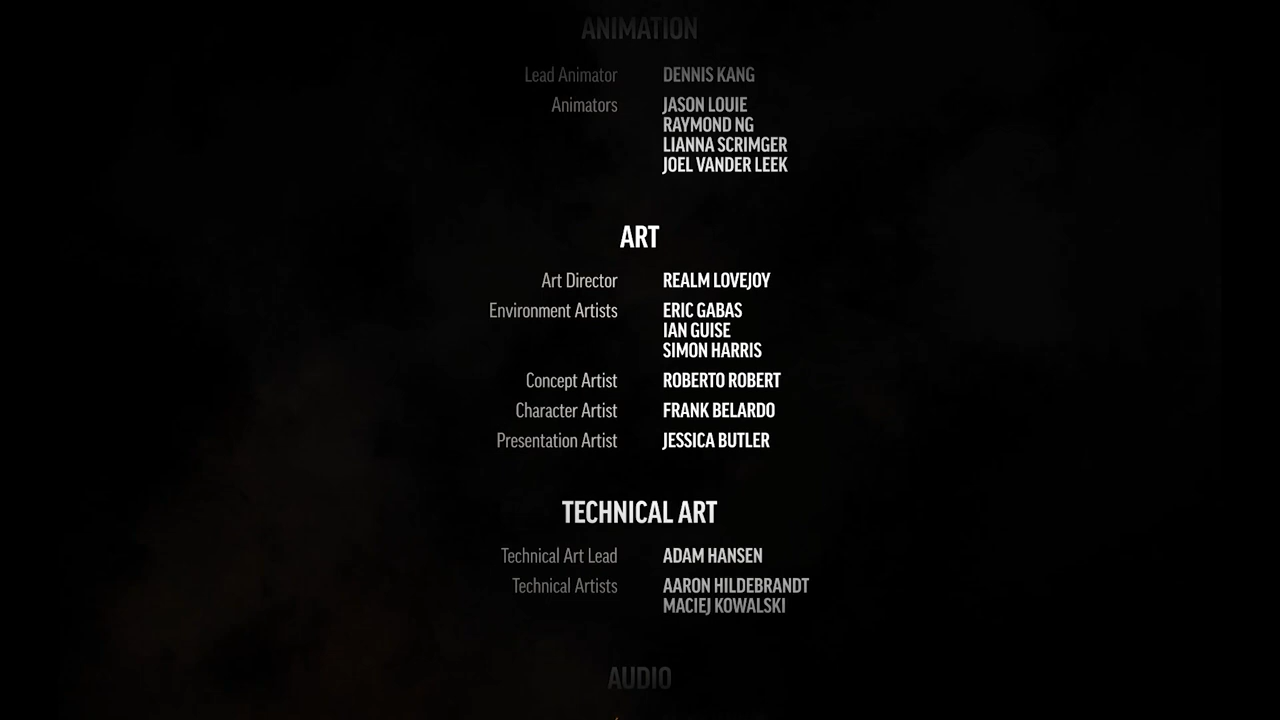 ANIMATION
Lead Animator DENNIS KANG
Animators JASON LOUIE
RAYMOND NG
LIANNA SCRIMGER
JOEL VANDER LEEK
ART
Art Director REALM LOVEJOY
Environment Artists ERIC GABAS
IAN GUISE
SIMON HARRIS
Concept Artist ROBERTO ROBERT
Character Artist FRANK BELARDO
Presentation Artist JESSICA BUTLER
TECHNICAL ART
Technical Art Lead ADAM HANSEN
Technical Artists AARON HILDEBRANDT
MACIEJ KOWALSKI
AUDIO